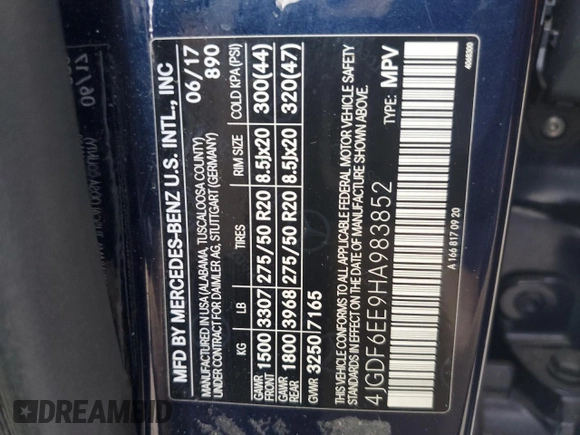 MFD BY MERCEDES-BENZ U.S. INTL., INC
MANUFACTURED IN USA (ALABAMA, TUSCALOOSA COUNTY)
UNDER CONTRACT FOR DAIMLER AG, STUTTGART (GERMANY)
06/17
890
KG LB TIRES RIM SIZE COLD KPA (PSI)
GAWR FRONT 1500 3307 275/50 R20 8.5Jx20 300(44)
GAWR REAR 1800 3968 275/50 R20 8.5Jx20 320(47)
GVWR 3250 7165
THIS VEHICLE CONFORMS TO ALL APPLICABLE FEDERAL MOTOR VEHICLE SAFETY
STANDARDS IN EFFECT ON THE DATE OF MANUFACTURE SHOWN ABOVE.
4JGDF6EE9HA983852 TYPE: MPV
A 166 817 09 20
4065300
06/17
DREAMBID